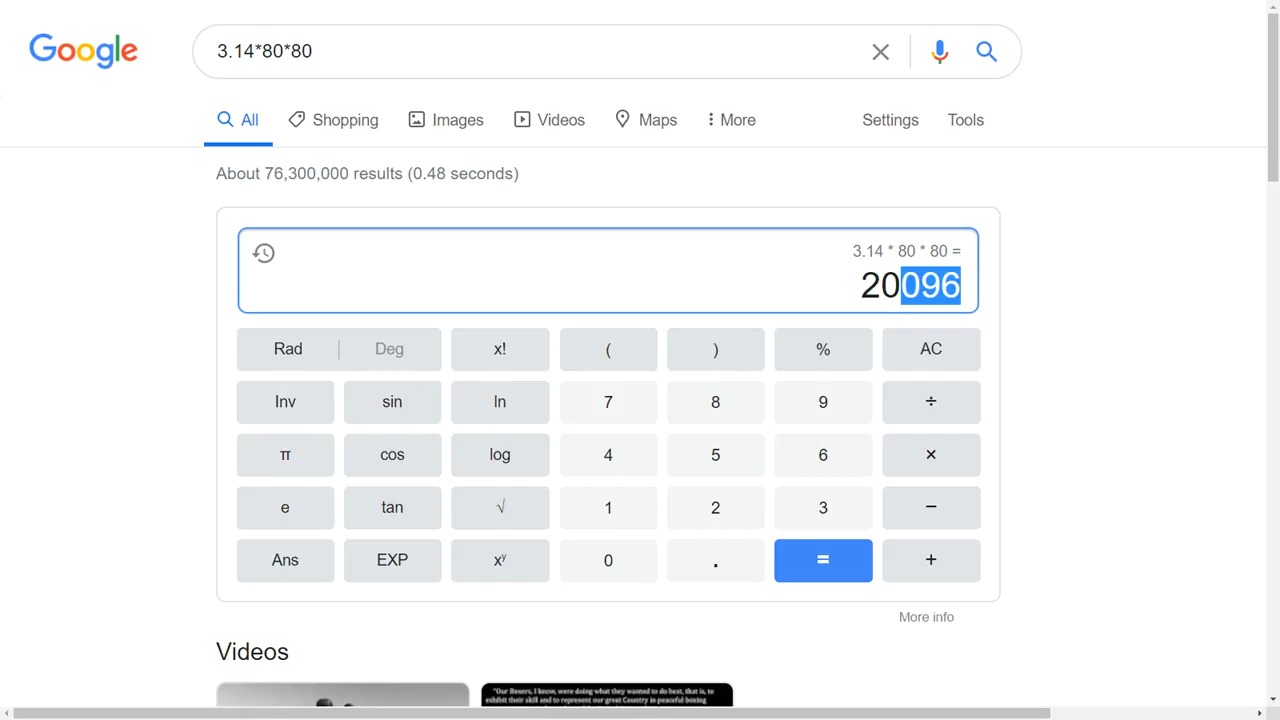 Google
3.14*80*80
All Shopping Images Videos Maps More Settings Tools
About 76,300,000 results (0.48 seconds)
3.14 * 80 * 80 =
20096
Rad Deg x! ( ) % AC
Inv sin ln 7 8 9 ÷
π cos log 4 5 6 ×
e tan √ 1 2 3 −
Ans EXP xʸ 0 . = +
More info
Videos
"Our Boxers, I know, were doing what they wanted to do best, that is, to
exhibit their skill and to represent our great Country in peaceful boxing